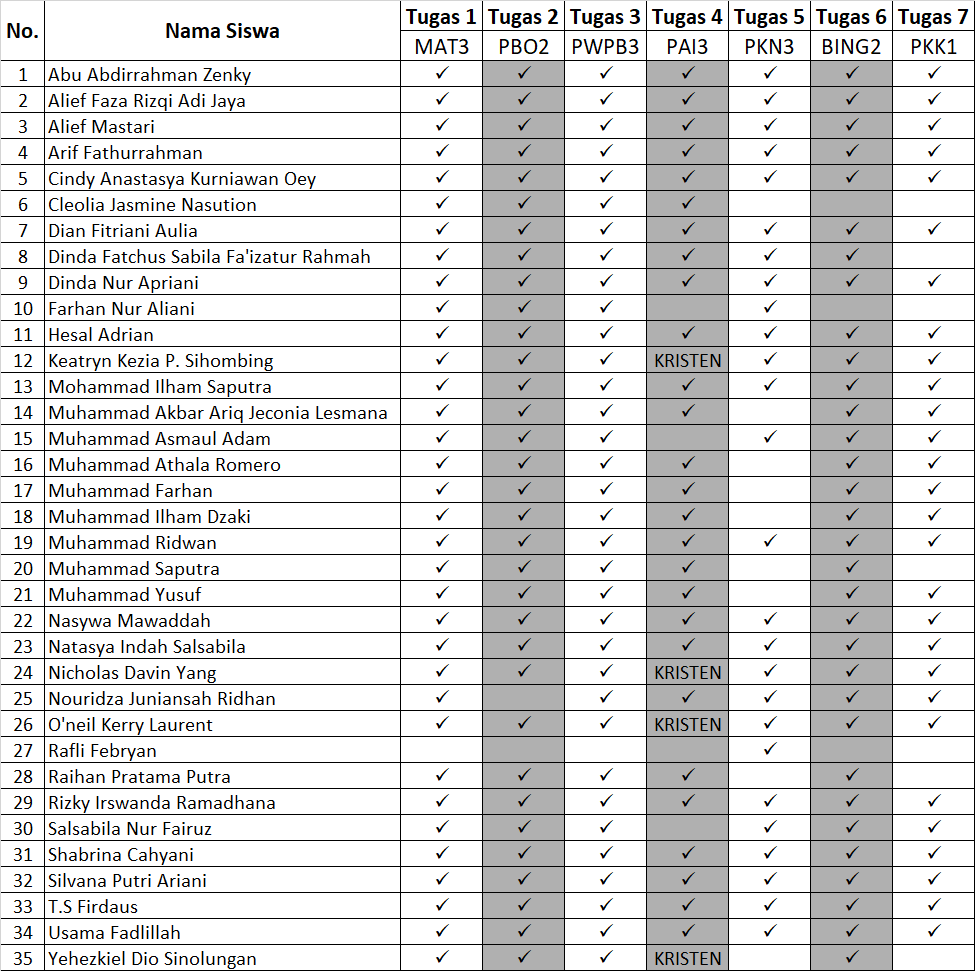 No. Nama Siswa Tugas 1 Tugas 2 Tugas 3 Tugas 4 Tugas 5 Tugas 6 Tugas 7
MAT3 PBO2 PWPB3 PAI3 PKN3 BING2 PKK1
1 Abu Abdirrahman Zenky ✓ ✓ ✓ ✓ ✓ ✓ ✓
2 Alief Faza Rizqi Adi Jaya ✓ ✓ ✓ ✓ ✓ ✓ ✓
3 Alief Mastari ✓ ✓ ✓ ✓ ✓ ✓ ✓
4 Arif Fathurrahman ✓ ✓ ✓ ✓ ✓ ✓ ✓
5 Cindy Anastasya Kurniawan Oey ✓ ✓ ✓ ✓ ✓ ✓ ✓
6 Cleolia Jasmine Nasution ✓ ✓ ✓ ✓
7 Dian Fitriani Aulia ✓ ✓ ✓ ✓ ✓ ✓ ✓
8 Dinda Fatchus Sabila Fa'izatur Rahmah ✓ ✓ ✓ ✓ ✓ ✓
9 Dinda Nur Apriani ✓ ✓ ✓ ✓ ✓ ✓ ✓
10 Farhan Nur Aliani ✓ ✓ ✓ ✓
11 Hesal Adrian ✓ ✓ ✓ ✓ ✓ ✓ ✓
12 Keatryn Kezia P. Sihombing ✓ ✓ ✓ KRISTEN ✓ ✓ ✓
13 Mohammad Ilham Saputra ✓ ✓ ✓ ✓ ✓ ✓ ✓
14 Muhammad Akbar Ariq Jeconia Lesmana ✓ ✓ ✓ ✓ ✓ ✓
15 Muhammad Asmaul Adam ✓ ✓ ✓ ✓ ✓ ✓
16 Muhammad Athala Romero ✓ ✓ ✓ ✓ ✓ ✓
17 Muhammad Farhan ✓ ✓ ✓ ✓ ✓ ✓
18 Muhammad Ilham Dzaki ✓ ✓ ✓ ✓ ✓ ✓
19 Muhammad Ridwan ✓ ✓ ✓ ✓ ✓ ✓ ✓
20 Muhammad Saputra ✓ ✓ ✓ ✓ ✓
21 Muhammad Yusuf ✓ ✓ ✓ ✓ ✓ ✓
22 Nasywa Mawaddah ✓ ✓ ✓ ✓ ✓ ✓ ✓
23 Natasya Indah Salsabila ✓ ✓ ✓ ✓ ✓ ✓ ✓
24 Nicholas Davin Yang ✓ ✓ ✓ KRISTEN ✓ ✓ ✓
25 Nouridza Juniansah Ridhan ✓ ✓ ✓ ✓ ✓ ✓
26 O'neil Kerry Laurent ✓ ✓ ✓ KRISTEN ✓ ✓ ✓
27 Rafli Febryan ✓
28 Raihan Pratama Putra ✓ ✓ ✓ ✓ ✓
29 Rizky Irswanda Ramadhana ✓ ✓ ✓ ✓ ✓ ✓ ✓
30 Salsabila Nur Fairuz ✓ ✓ ✓ ✓ ✓ ✓
31 Shabrina Cahyani ✓ ✓ ✓ ✓ ✓ ✓ ✓
32 Silvana Putri Ariani ✓ ✓ ✓ ✓ ✓ ✓ ✓
33 T.S Firdaus ✓ ✓ ✓ ✓ ✓ ✓ ✓
34 Usama Fadlillah ✓ ✓ ✓ ✓ ✓ ✓ ✓
35 Yehezkiel Dio Sinolungan ✓ ✓ ✓ KRISTEN ✓